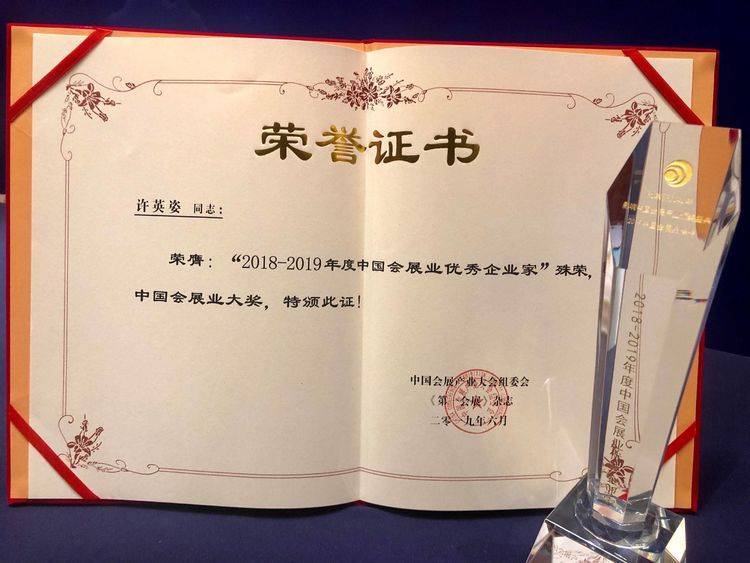 荣誉证书
许英姿 同志：
荣膺：“2018-2019年度中国会展业优秀企业家”殊荣，
中国会展业大奖，特颁此证！
中国会展产业大会组委会
《第一会展》杂志
二〇一九年六月
2018-2019年度中国会展业优